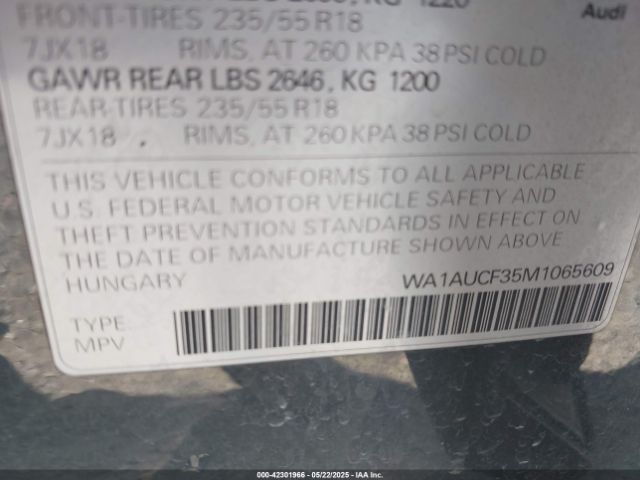 KG 1220
Audi
FRONT-TIRES 235/55 R18
7JX18 RIMS, AT 260 KPA 38 PSI COLD
GAWR REAR LBS 2646, KG 1200
REAR-TIRES 235/55 R18
7JX18 . RIMS, AT 260 KPA 38 PSI COLD
THIS VEHICLE CONFORMS TO ALL APPLICABLE
U.S. FEDERAL MOTOR VEHICLE SAFETY AND
THEFT PREVENTION STANDARDS IN EFFECT ON
THE DATE OF MANUFACTURE SHOWN ABOVE
HUNGARY WA1AUCF35M1065609
TYPE
MPV
000-42301966 - 05/22/2025 - IAA Inc.